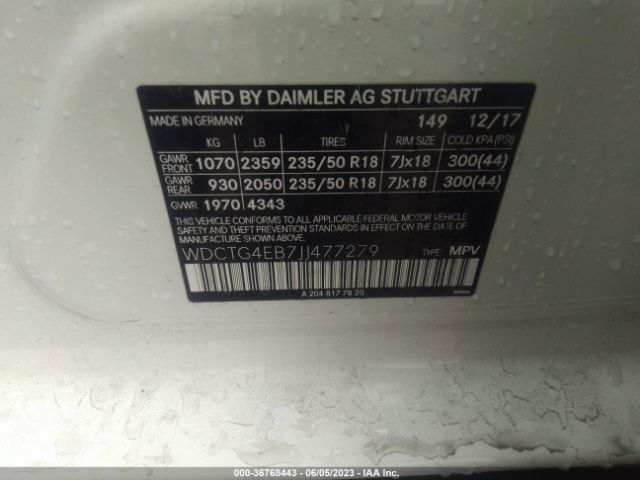 MFD BY DAIMLER AG STUTTGART
MADE IN GERMANY 149 12/17
KG LB TIRES RIM SIZE COLD KPA (PSI)
GAWR FRONT 1070 2359 235/50 R18 7Jx18 300(44)
GAWR REAR 930 2050 235/50 R18 7Jx18 300(44)
GVWR 1970 4343
THIS VEHICLE CONFORMS TO ALL APPLICABLE FEDERAL MOTOR VEHICLE
SAFETY AND THEFT PREVENTION STANDARDS IN EFFECT ON THE DATE
OF MANUFACTURE SHOWN ABOVE.
WDCTG4EB7JJ477279 TYPE: MPV
A 204 817 78 20
000-36768443 - 06/05/2023 - IAA Inc.